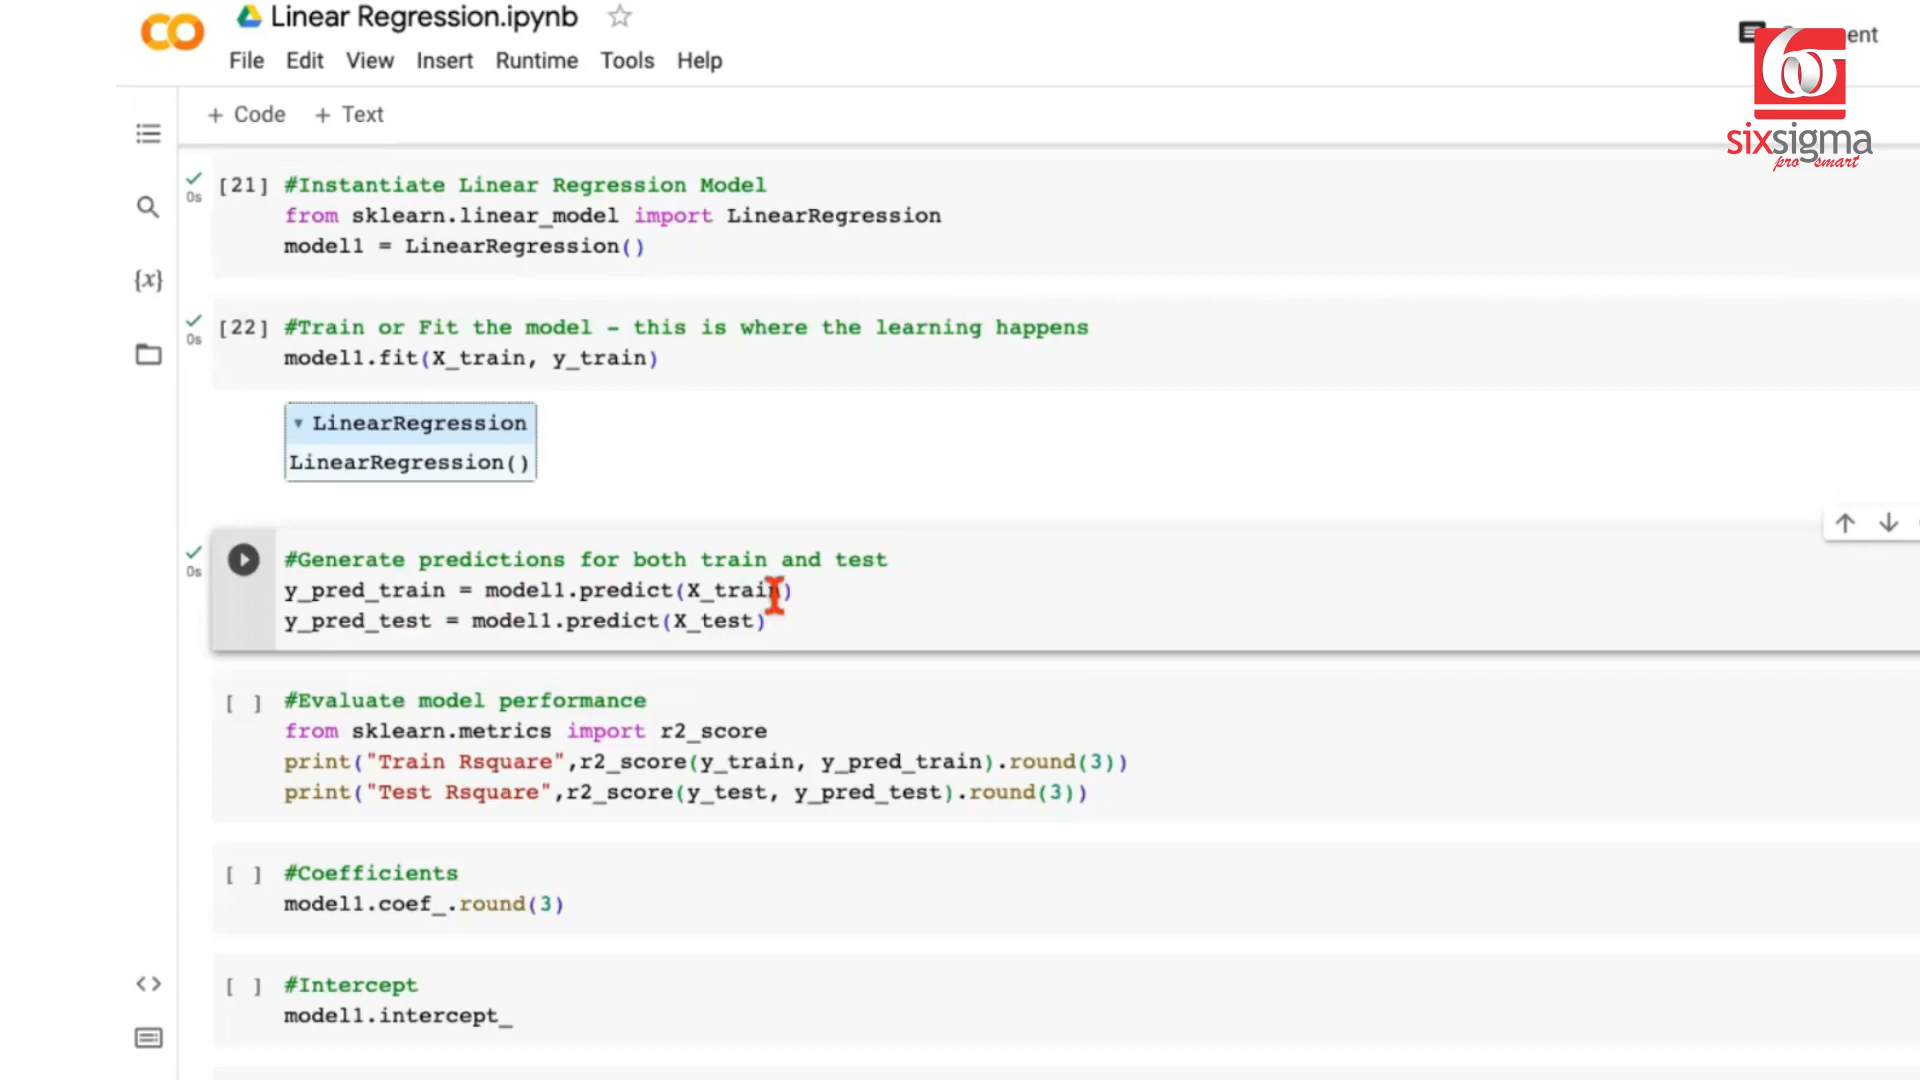 Linear Regression.ipynb
File Edit View Insert Runtime Tools Help
sixsigma
pro smart
+ Code + Text
0s
[21] #Instantiate Linear Regression Model
from sklearn.linear_model import LinearRegression
model1 = LinearRegression()
0s
[22] #Train or Fit the model - this is where the learning happens
model1.fit(X_train, y_train)
LinearRegression
LinearRegression()
{x}
0s
#Generate predictions for both train and test
y_pred_train = model1.predict(X_train)
y_pred_test = model1.predict(X_test)
[ ] #Evaluate model performance
from sklearn.metrics import r2_score
print("Train Rsquare",r2_score(y_train, y_pred_train).round(3))
print("Test Rsquare",r2_score(y_test, y_pred_test).round(3))
[ ] #Coefficients
model1.coef_.round(3)
[ ] #Intercept
model1.intercept_